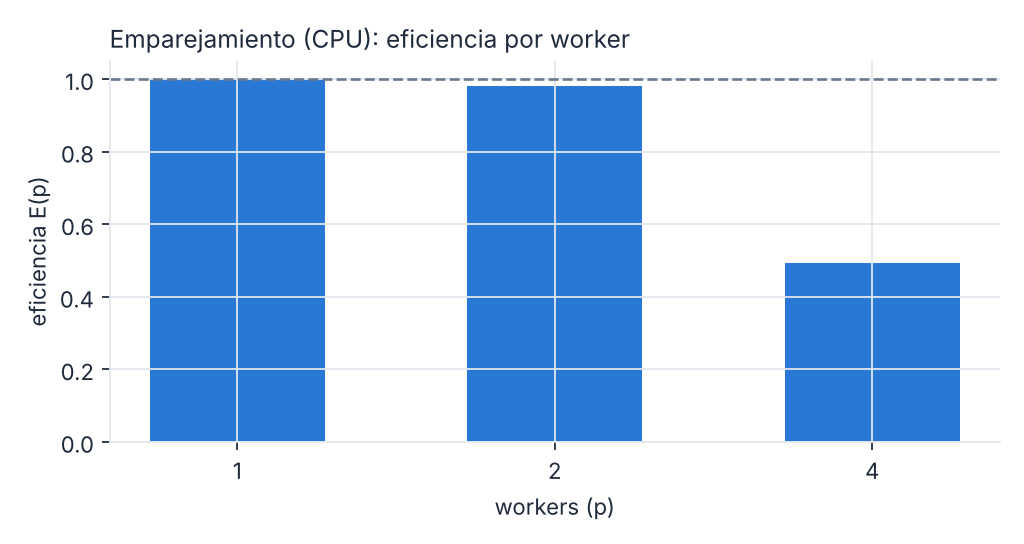 Emparejamiento (CPU): eficiencia por worker
eficiencia E(p)
1.0
0.8
0.6
0.4
0.2
0.0
1 2 4
workers (p)